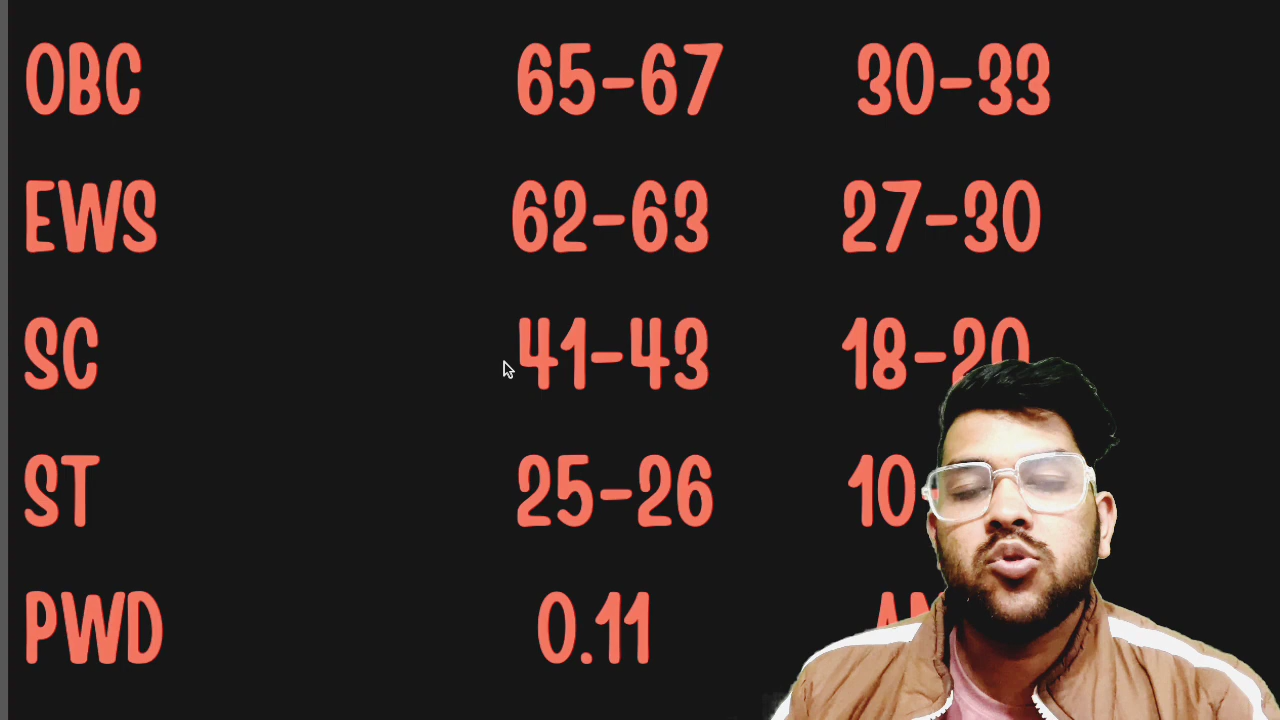 OBC 65-67 30-33
EWS 62-63 27-30
SC 41-43 18-20
ST 25-26 10-
PWD 0.11